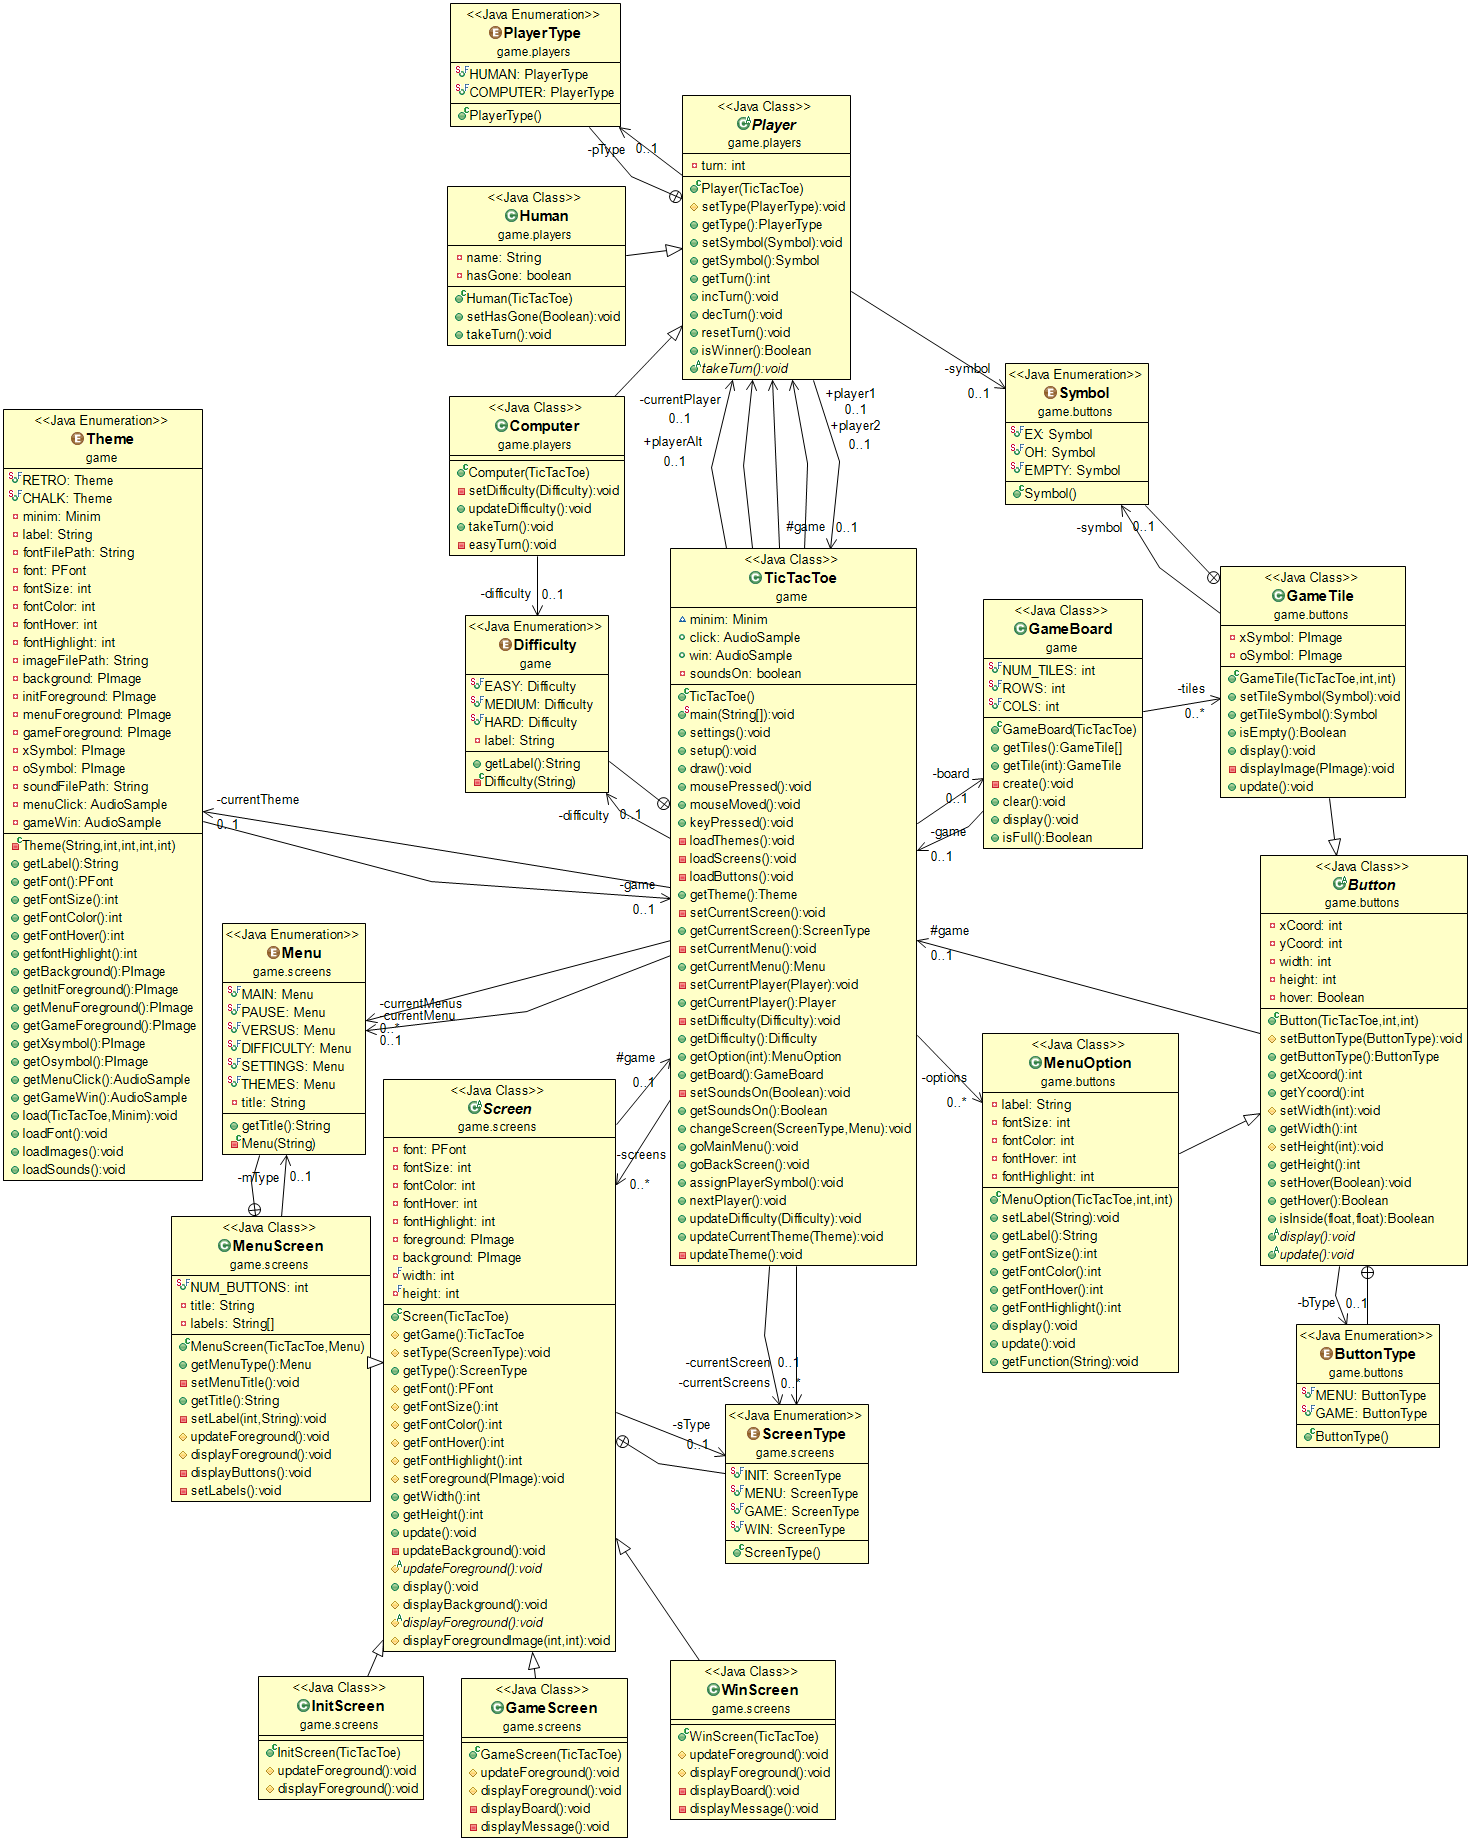 <<Java Enumeration>>
PlayerType
game.players
HUMAN: PlayerType
COMPUTER: PlayerType
PlayerType()
-pType
0..1
<<Java Class>>
Player
game.players
turn: int
Player(TicTacToe)
setType(PlayerType):void
getType():PlayerType
setSymbol(Symbol):void
getSymbol():Symbol
getTurn():int
incTurn():void
decTurn():void
resetTurn():void
isWinner():Boolean
takeTurn():void
<<Java Class>>
Human
game.players
name: String
hasGone: boolean
Human(TicTacToe)
setHasGone(Boolean):void
takeTurn():void
-symbol
0..1
<<Java Enumeration>>
Symbol
game.buttons
EX: Symbol
OH: Symbol
EMPTY: Symbol
Symbol()
-symbol
0..1
-currentPlayer
0..1
+playerAlt
0..1
+player1
0..1
+player2
0..1
#game
0..1
<<Java Class>>
Computer
game.players
Computer(TicTacToe)
setDifficulty(Difficulty):void
updateDifficulty():void
takeTurn():void
easyTurn():void
-difficulty
0..1
<<Java Enumeration>>
Difficulty
game
EASY: Difficulty
MEDIUM: Difficulty
HARD: Difficulty
label: String
getLabel():String
Difficulty(String)
-difficulty
0..1
<<Java Enumeration>>
Theme
game
RETRO: Theme
CHALK: Theme
minim: Minim
label: String
fontFilePath: String
font: PFont
fontSize: int
fontColor: int
fontHover: int
fontHighlight: int
imageFilePath: String
background: PImage
initForeground: PImage
menuForeground: PImage
gameForeground: PImage
xSymbol: PImage
oSymbol: PImage
soundFilePath: String
menuClick: AudioSample
gameWin: AudioSample
Theme(String,int,int,int,int)
getLabel():String
getFont():PFont
getFontSize():int
getFontColor():int
getFontHover():int
getfontHighlight():int
getBackground():PImage
getInitForeground():PImage
getMenuForeground():PImage
getGameForeground():PImage
getXsymbol():PImage
getOsymbol():PImage
getMenuClick():AudioSample
getGameWin():AudioSample
load(TicTacToe,Minim):void
loadFont():void
loadImages():void
loadSounds():void
-currentTheme
0..1
-game
0..1
<<Java Class>>
TicTacToe
game
minim: Minim
click: AudioSample
win: AudioSample
soundsOn: boolean
TicTacToe()
main(String[]):void
settings():void
setup():void
draw():void
mousePressed():void
mouseMoved():void
keyPressed():void
loadThemes():void
loadScreens():void
loadButtons():void
getTheme():Theme
setCurrentScreen():void
getCurrentScreen():ScreenType
setCurrentMenu():void
getCurrentMenu():Menu
setCurrentPlayer(Player):void
getCurrentPlayer():Player
setDifficulty(Difficulty):void
getDifficulty():Difficulty
getOption(int):MenuOption
getBoard():GameBoard
setSoundsOn(Boolean):void
getSoundsOn():Boolean
changeScreen(ScreenType,Menu):void
goMainMenu():void
goBackScreen():void
assignPlayerSymbol():void
nextPlayer():void
updateDifficulty(Difficulty):void
updateCurrentTheme(Theme):void
updateTheme():void
<<Java Class>>
GameBoard
game
NUM_TILES: int
ROWS: int
COLS: int
GameBoard(TicTacToe)
getTiles():GameTile[]
getTile(int):GameTile
create():void
clear():void
display():void
isFull():Boolean
-board
0..1
-game
0..1
-tiles
0..*
<<Java Class>>
GameTile
game.buttons
xSymbol: PImage
oSymbol: PImage
GameTile(TicTacToe,int,int)
setTileSymbol(Symbol):void
getTileSymbol():Symbol
isEmpty():Boolean
display():void
displayImage(PImage):void
update():void
<<Java Class>>
Button
game.buttons
xCoord: int
yCoord: int
width: int
height: int
hover: Boolean
Button(TicTacToe,int,int)
setButtonType(ButtonType):void
getButtonType():ButtonType
getXcoord():int
getYcoord():int
setWidth(int):void
getWidth():int
setHeight(int):void
getHeight():int
setHover(Boolean):void
getHover():Boolean
isInside(float,float):Boolean
display():void
update():void
#game
0..1
-options
0..*
<<Java Class>>
MenuOption
game.buttons
label: String
fontSize: int
fontColor: int
fontHover: int
fontHighlight: int
MenuOption(TicTacToe,int,int)
setLabel(String):void
getLabel():String
getFontSize():int
getFontColor():int
getFontHover():int
getFontHighlight():int
display():void
update():void
getFunction(String):void
-bType
0..1
<<Java Enumeration>>
ButtonType
game.buttons
MENU: ButtonType
GAME: ButtonType
ButtonType()
<<Java Enumeration>>
Menu
game.screens
MAIN: Menu
PAUSE: Menu
VERSUS: Menu
DIFFICULTY: Menu
SETTINGS: Menu
THEMES: Menu
title: String
getTitle():String
Menu(String)
-currentMenus
-currentMenu
0..*
0..1
-mType
0..1
<<Java Class>>
MenuScreen
game.screens
NUM_BUTTONS: int
title: String
labels: String[]
MenuScreen(TicTacToe,Menu)
getMenuType():Menu
setMenuTitle():void
getTitle():String
setLabel(int,String):void
updateForeground():void
displayForeground():void
displayButtons():void
setLabels():void
<<Java Class>>
Screen
game.screens
font: PFont
fontSize: int
fontColor: int
fontHover: int
fontHighlight: int
foreground: PImage
background: PImage
width: int
height: int
Screen(TicTacToe)
getGame():TicTacToe
setType(ScreenType):void
getType():ScreenType
getFont():PFont
getFontSize():int
getFontColor():int
getFontHover():int
getFontHighlight():int
setForeground(PImage):void
getWidth():int
getHeight():int
update():void
updateBackground():void
updateForeground():void
display():void
displayBackground():void
displayForeground():void
displayForegroundImage(int,int):void
#game
0..1
-screens
0..*
-currentScreen
0..1
-currentScreens
0..*
-sType
0..1
<<Java Enumeration>>
ScreenType
game.screens
INIT: ScreenType
MENU: ScreenType
GAME: ScreenType
WIN: ScreenType
ScreenType()
<<Java Class>>
InitScreen
game.screens
InitScreen(TicTacToe)
updateForeground():void
displayForeground():void
<<Java Class>>
GameScreen
game.screens
GameScreen(TicTacToe)
updateForeground():void
displayForeground():void
displayBoard():void
displayMessage():void
<<Java Class>>
WinScreen
game.screens
WinScreen(TicTacToe)
updateForeground():void
displayForeground():void
displayBoard():void
displayMessage():void